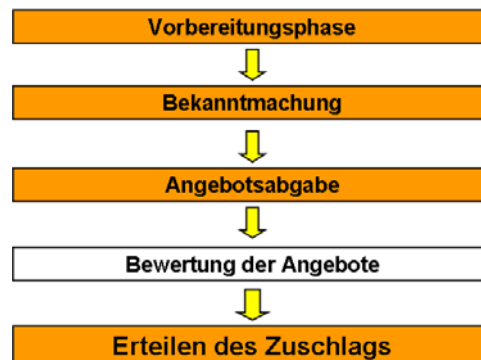 Vorbereitungsphase
Bekanntmachung
Angebotsabgabe
Bewertung der Angebote
Erteilen des Zuschlags